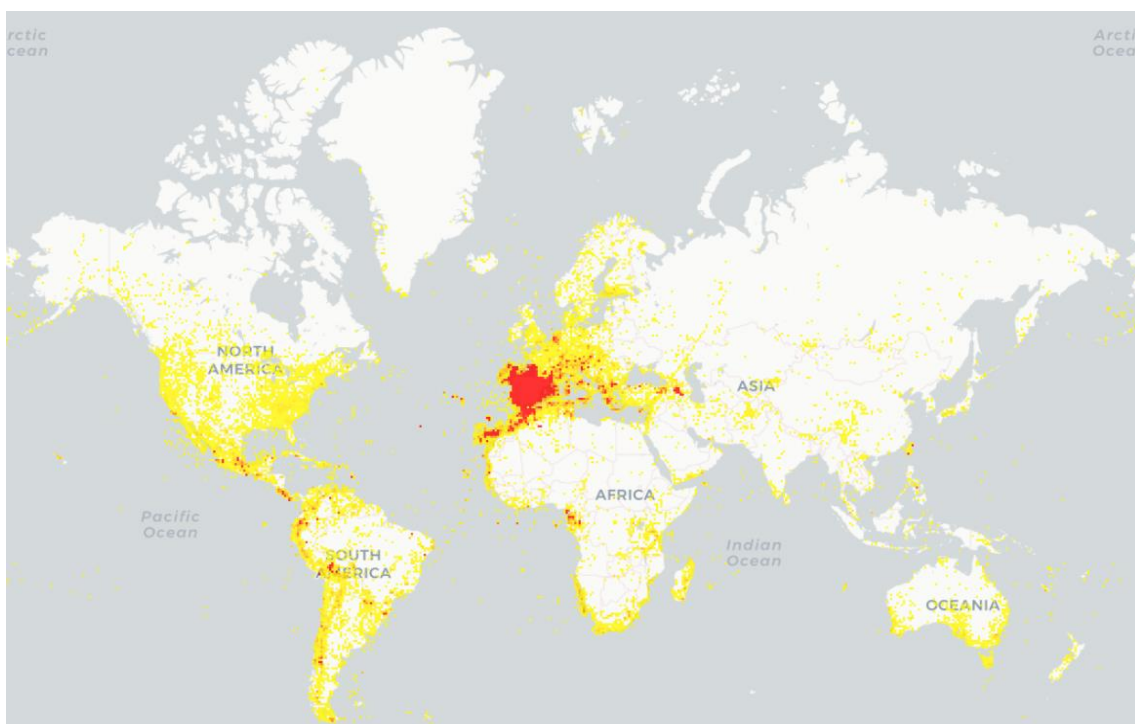 rctic
cean
Arcti
Ocea
NORTH
AMERICA
ASIA
AFRICA
Pacific
Ocean
Indian
Ocean
SOUTH
AMERICA
OCEANIA